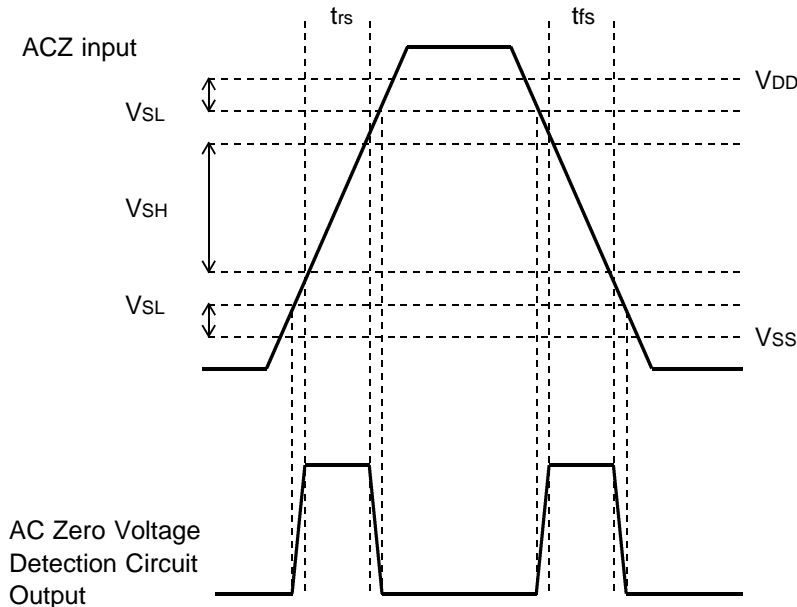 trs
tfs
ACZ input
VDD
VSL
VSH
VSL
VSS
AC Zero Voltage
Detection Circuit
Output